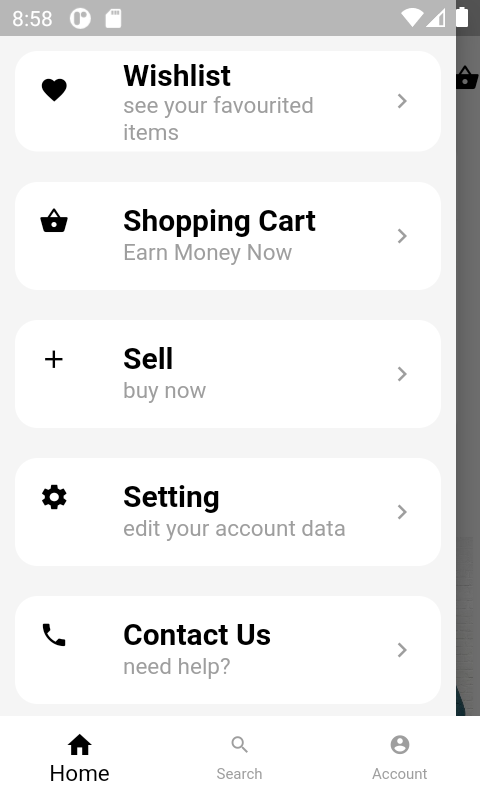 8:58
Wishlist
see your favourited
items
Shopping Cart
Earn Money Now
Sell
buy now
Setting
edit your account data
Contact Us
need help?
Home
Search
Account